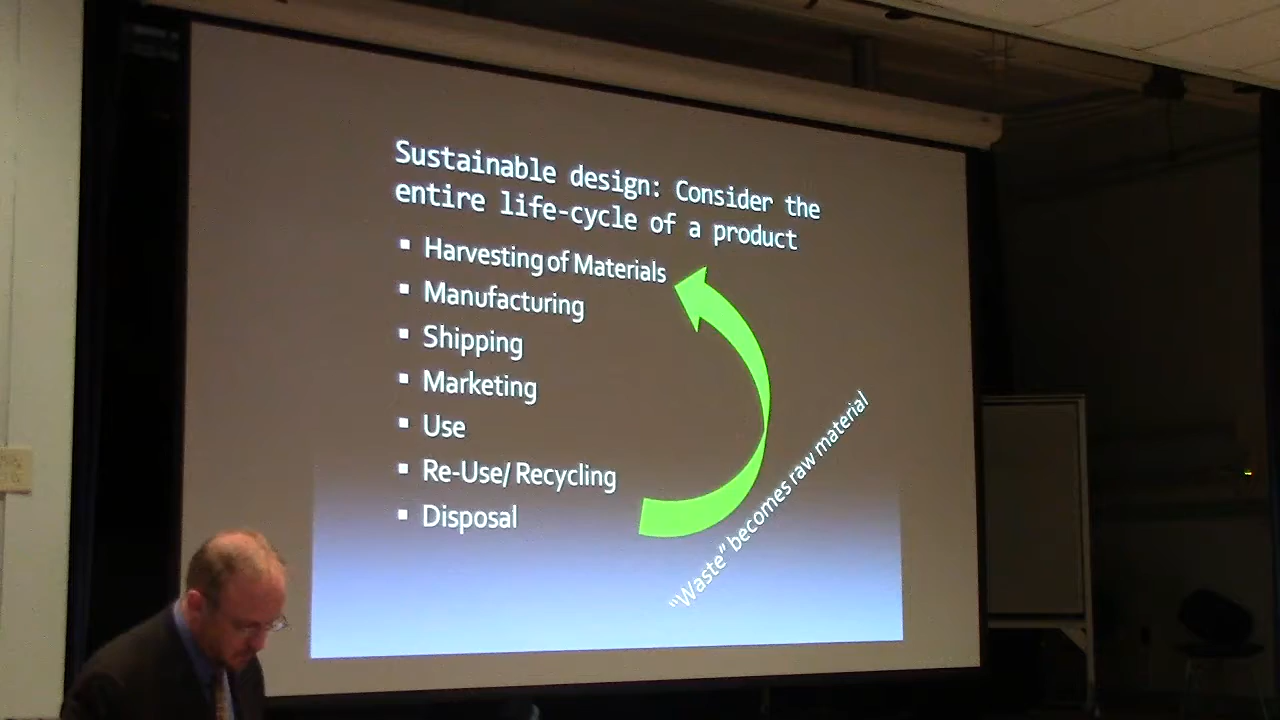 Sustainable design: Consider the
entire life-cycle of a product
Harvesting of Materials
Manufacturing
Shipping
Marketing
Use
Re-Use/ Recycling
Disposal
"Waste" becomes raw material